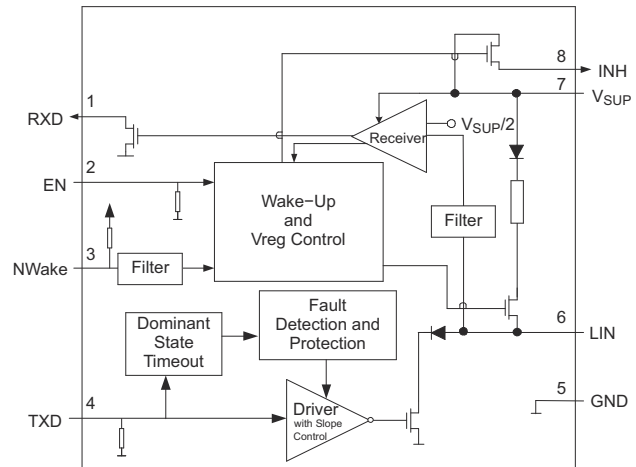 8
INH
7
VSUP
1
RXD
Receiver
VSUP/2
2
EN
Wake−Up
and
Vreg Control
Filter
3
NWake
Filter
Fault
Detection and
Protection
Dominant
State
Timeout
6
LIN
5
GND
4
TXD
Driver
with Slope
Control